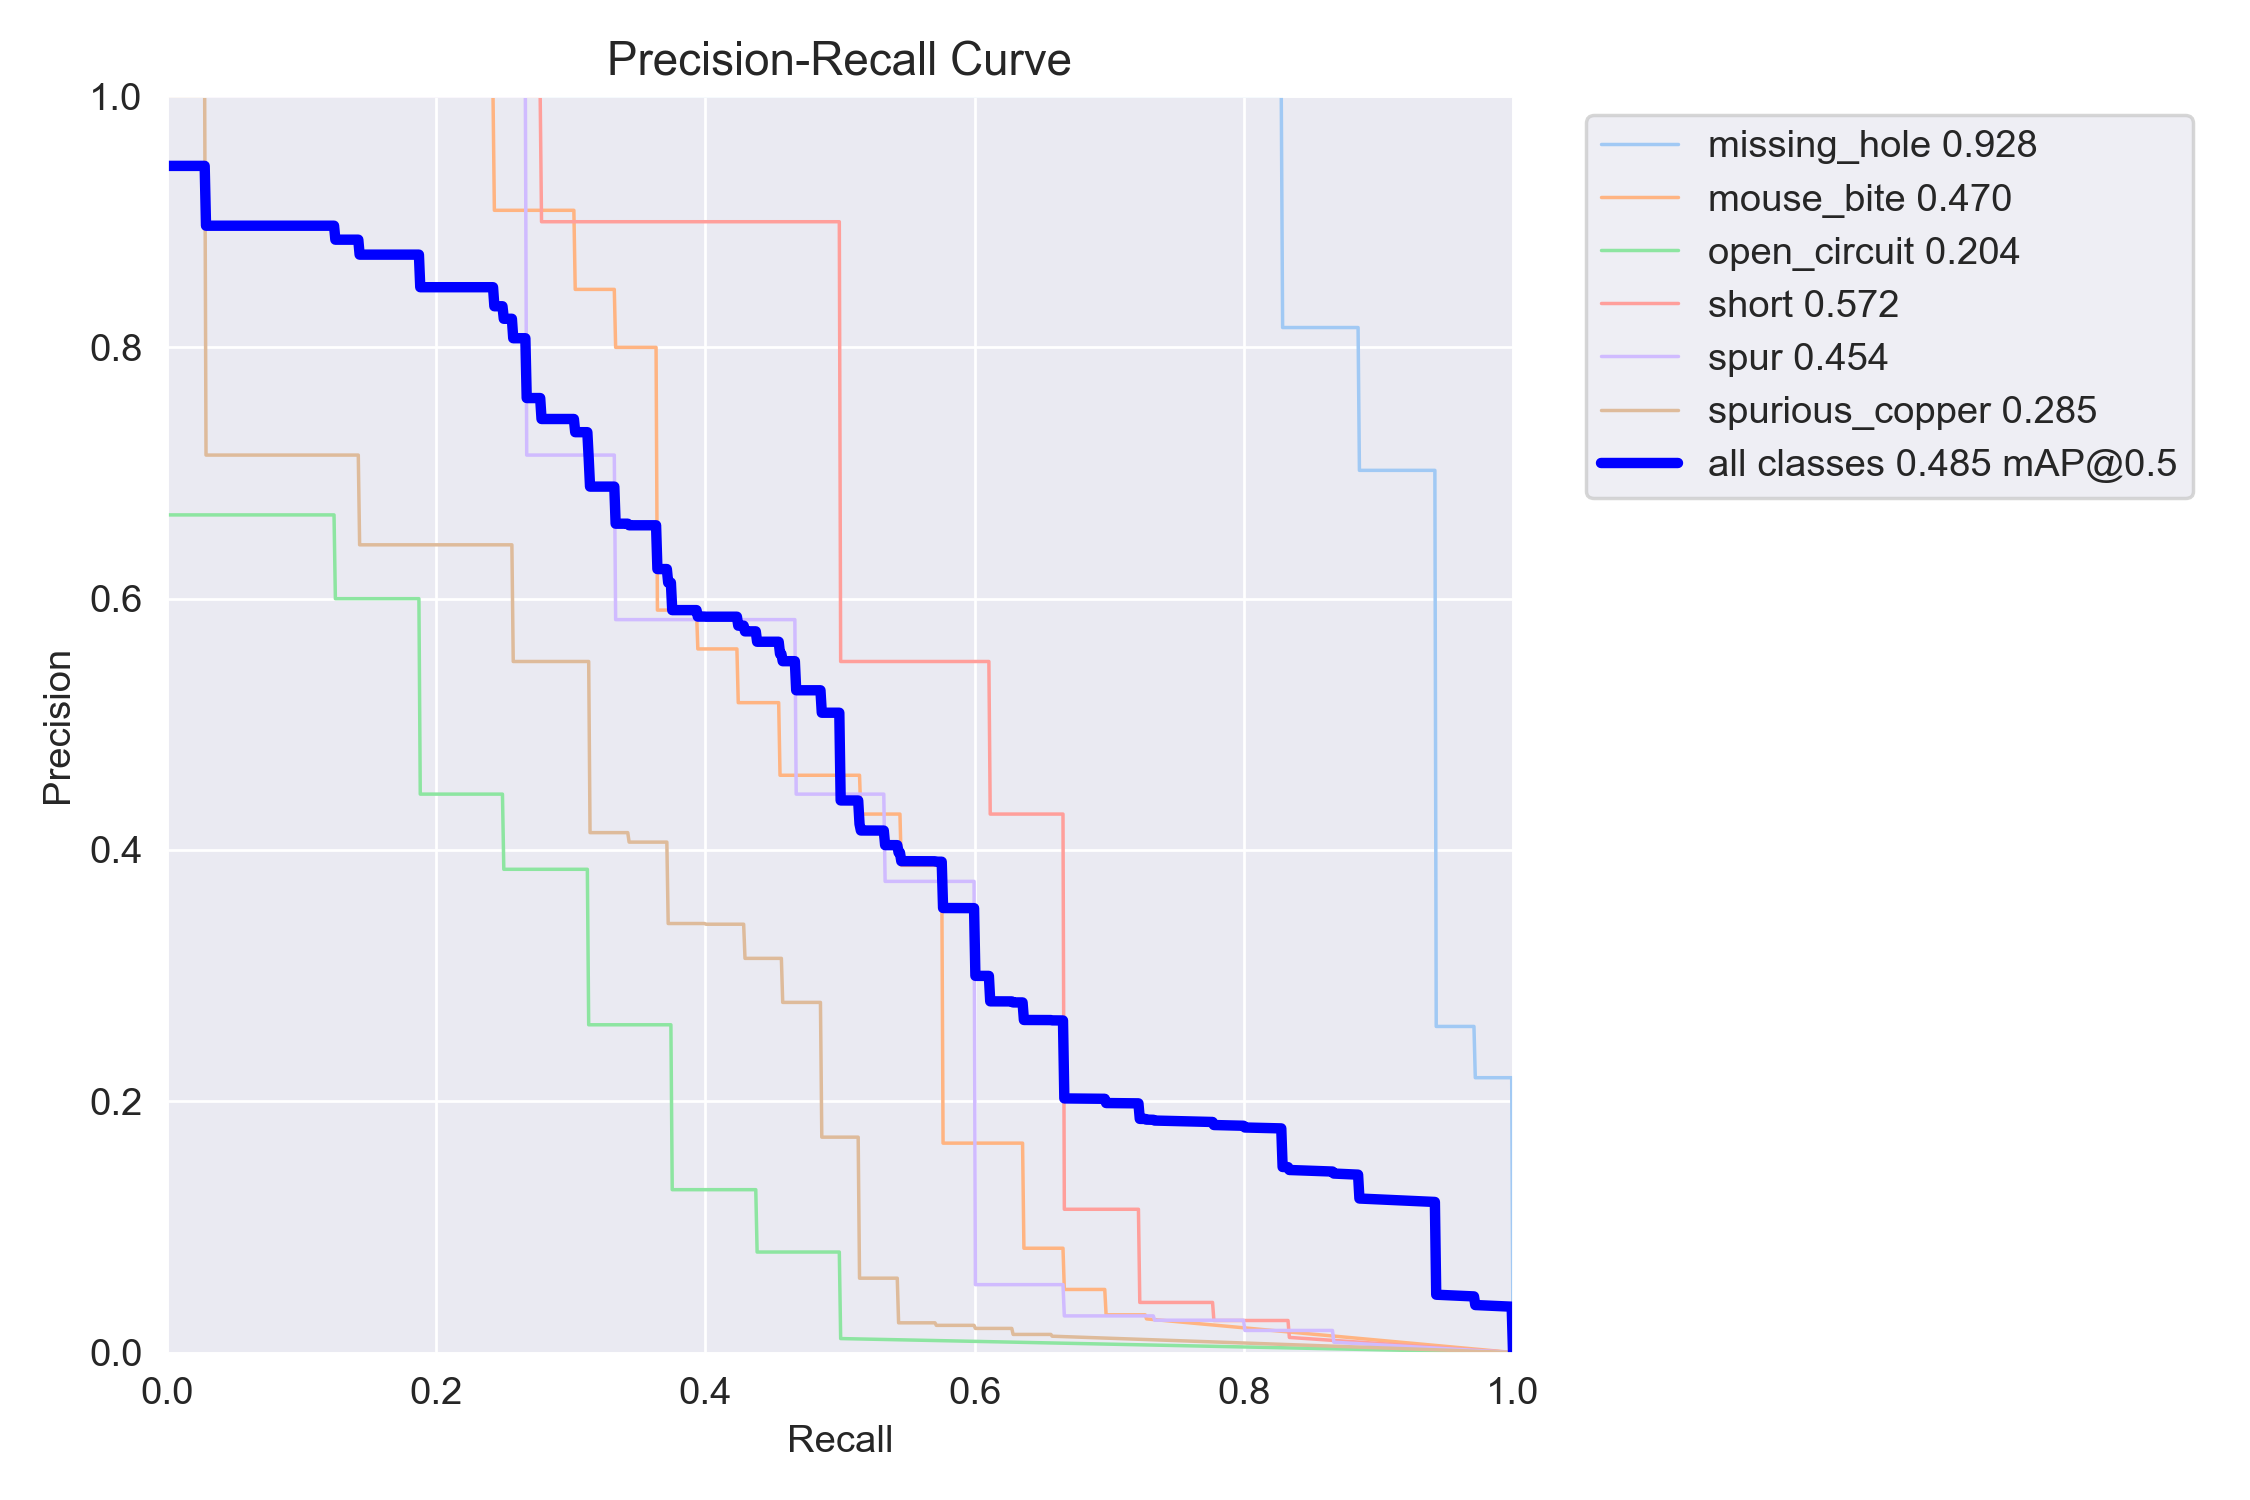 Precision-Recall Curve
1.0
0.8
0.6
0.4
0.2
0.0
Precision
0.0 0.2 0.4 0.6 0.8 1.0
Recall
missing_hole 0.928
mouse_bite 0.470
open_circuit 0.204
short 0.572
spur 0.454
spurious_copper 0.285
all classes 0.485 mAP@0.5